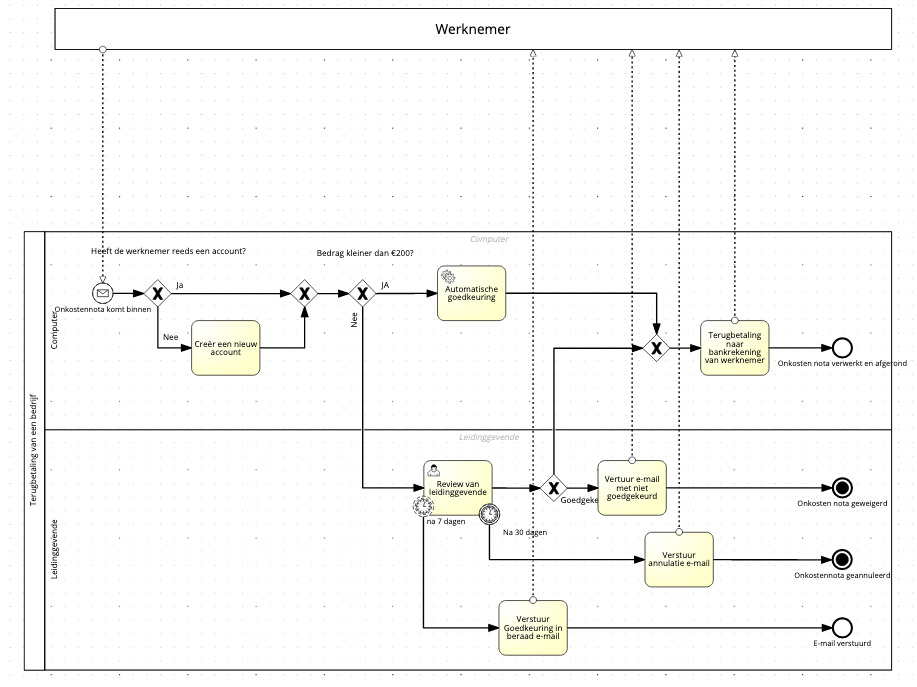 Werknemer
Computer
Heeft de werknemer reeds een account?
Bedrag kleiner dan €200?
Ja
JA
Automatische
goedkeuring
Onkostennota komt binnen
Computer
Nee
Nee
Creër een nieuw
account
Terugbetaling
naar
bankrekening
van werknemer
Onkosten nota verwerkt en afgerond
Terugbetaling van een bedrijf
Leidinggevende
Leidinggevende
Review van
leidinggevende
Goedgeke
Vertuur e-mail
met niet
goedgekeurd
Onkosten nota geweigerd
na 7 dagen
Na 30 dagen
Verstuur
annulatie e-mail
Onkostennota geannuleerd
Verstuur
Goedkeuring in
beraad e-mail
E-mail verstuurd